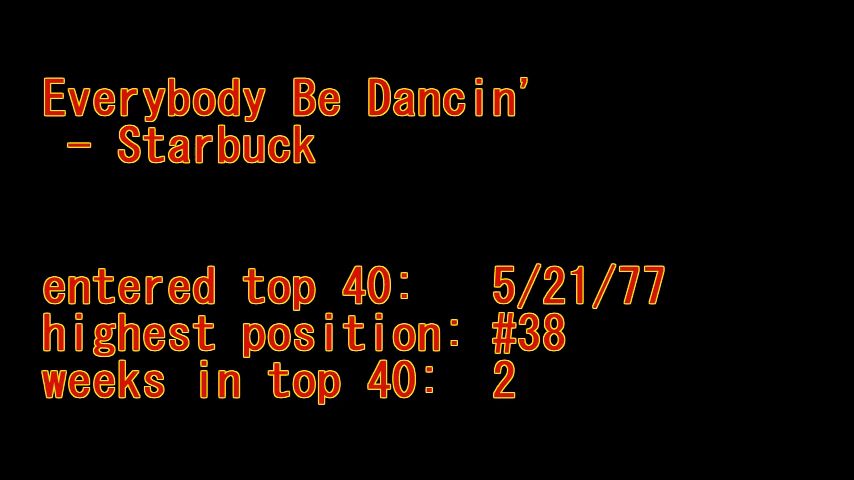 Everybody Be Dancin'
- Starbuck
entered top 40: 5/21/77
highest position: #38
weeks in top 40: 2